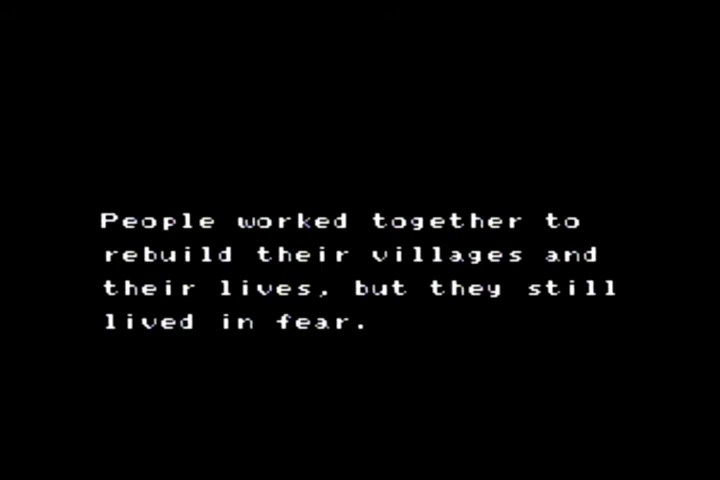 People worked together to
rebuild their villages and
their lives, but they still
lived in fear.